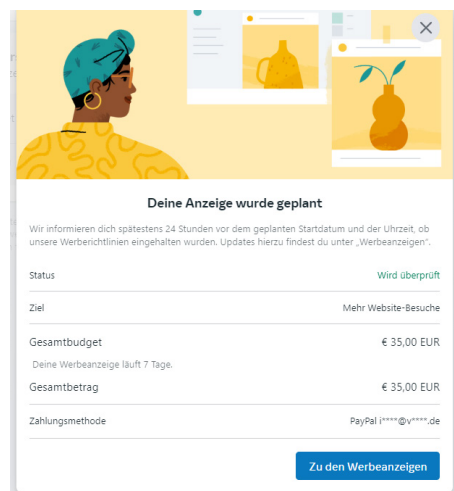 Deine Anzeige wurde geplant
Wir informieren dich spätestens 24 Stunden vor dem geplanten Startdatum und der Uhrzeit, ob
unsere Werberichtlinien eingehalten wurden. Updates hierzu findest du unter „Werbeanzeigen".
Status Wird überprüft
Ziel Mehr Website-Besuche
Gesamtbudget € 35,00 EUR
Deine Werbeanzeige läuft 7 Tage.
Gesamtbetrag € 35,00 EUR
Zahlungsmethode PayPal i****@v****.de
Zu den Werbeanzeigen